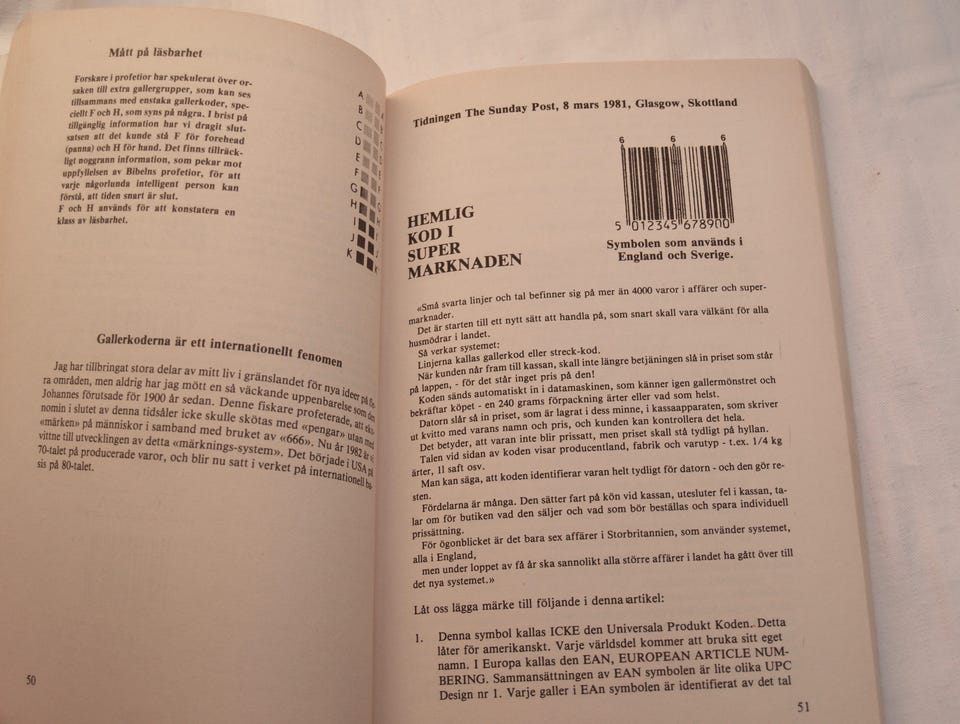 Mått på läsbarhet
Forskare i profetior har spekulerat över or-
saken till extra gallergrupper, som kan ses
tillsammans med enstaka gallerkoder, spe-
ciellt F och H, som syns på några. I brist på
tillgänglig information har vi dragit slut-
satsen att det kunde stå F för forehead
(panna) och H för hand. Det finns tillräck-
ligt noggrann information, som pekar mot
uppfyllelsen av Bibelns profetior, för att
varje någorlunda intelligent person kan
förstå, att tiden snart är slut.
F och H används för att konstatera en
klass av läsbarhet.
A A
B B
C C
D D
E E
F F
G G
H H
I I
J J
K K
Gallerkoderna är ett internationellt fenomen
Jag har tillbringat stora delar av mitt liv i gränslandet för nya ideer på
ra områden, men aldrig har jag mött en så väckande uppenbarelse som den
Johannes förutsade för 1900 år sedan. Denne fiskare profeterade, att eko-
nomin i slutet av denna tidsålder icke skulle skötas med «pengar» utan med
«märken» på människor i samband med bruket av «666». Nu år 1982 är vi
vittne till utvecklingen av detta «märknings-system». Det började i USA på
70-talet på producerade varor, och blir nu satt i verket på internationell ba-
sis på 80-talet.
50
Tidningen The Sunday Post, 8 mars 1981, Glasgow, Skottland
6 6 6
5 012345 678900
HEMLIG
KOD I
SUPER
MARKNADEN
Symbolen som används i
England och Sverige.
«Små svarta linjer och tal befinner sig på mer än 4000 varor i affärer och super-
marknader.
Det är starten till ett nytt sätt att handla på, som snart skall vara välkänt för alla
husmödrar i landet.
Så verkar systemet:
Linjerna kallas gallerkod eller streck-kod.
När kunden når fram till kassan, skall inte längre betjäningen slå in priset som står
på lappen, - för det står inget pris på den!
Koden sänds automatiskt in i datamaskinen, som känner igen gallermönstret och
bekräftar köpet - en 240 grams förpackning ärter eller vad som helst.
Datorn slår så in priset, som är lagrat i dess minne, i kassaapparaten, som skriver
ut kvitto med varans namn och pris, och kunden kan kontrollera det hela.
Det betyder, att varan inte blir prissatt, men priset skall stå tydligt på hyllan.
Talen vid sidan av koden visar producentland, fabrik och varutyp - t.ex. 1/4 kg
ärter, 1l saft osv.
Man kan säga, att koden identifierar varan helt tydligt för datorn - och den gör re-
sten.
Fördelarna är många. Den sätter fart på kön vid kassan, utesluter fel i kassan, ta-
lar om för butiken vad den säljer och vad som bör beställas och spara individuell
prissättning.
För ögonblicket är det bara sex affärer i Storbritannien, som använder systemet,
alla i England,
men under loppet av få år ska sannolikt alla större affärer i landet ha gått över till
det nya systemet.»
Låt oss lägga märke till följande i denna artikel:
1. Denna symbol kallas ICKE den Universala Produkt Koden. Detta
låter för amerikanskt. Varje världsdel kommer att bruka sitt eget
namn. I Europa kallas den EAN, EUROPEAN ARTICLE NUM-
BERING. Sammansättningen av EAN symbolen är lite olika UPC
Design nr 1. Varje galler i EAn symbolen är identifierat av det tal
51